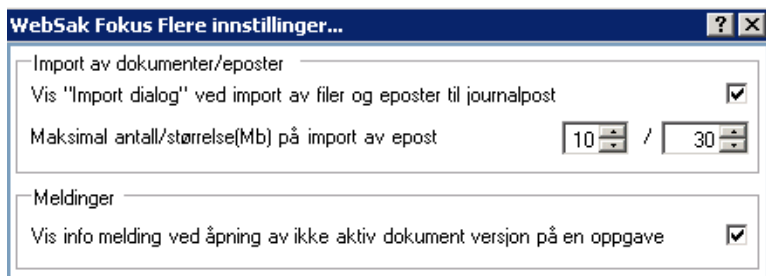 WebSak Fokus Flere innstillinger...
Import av dokumenter/eposter
Vis "Import dialog" ved import av filer og eposter til journalpost
Maksimal antall/størrelse(Mb) på import av epost 10 / 30
Meldinger
Vis info melding ved åpning av ikke aktiv dokument versjon på en oppgave